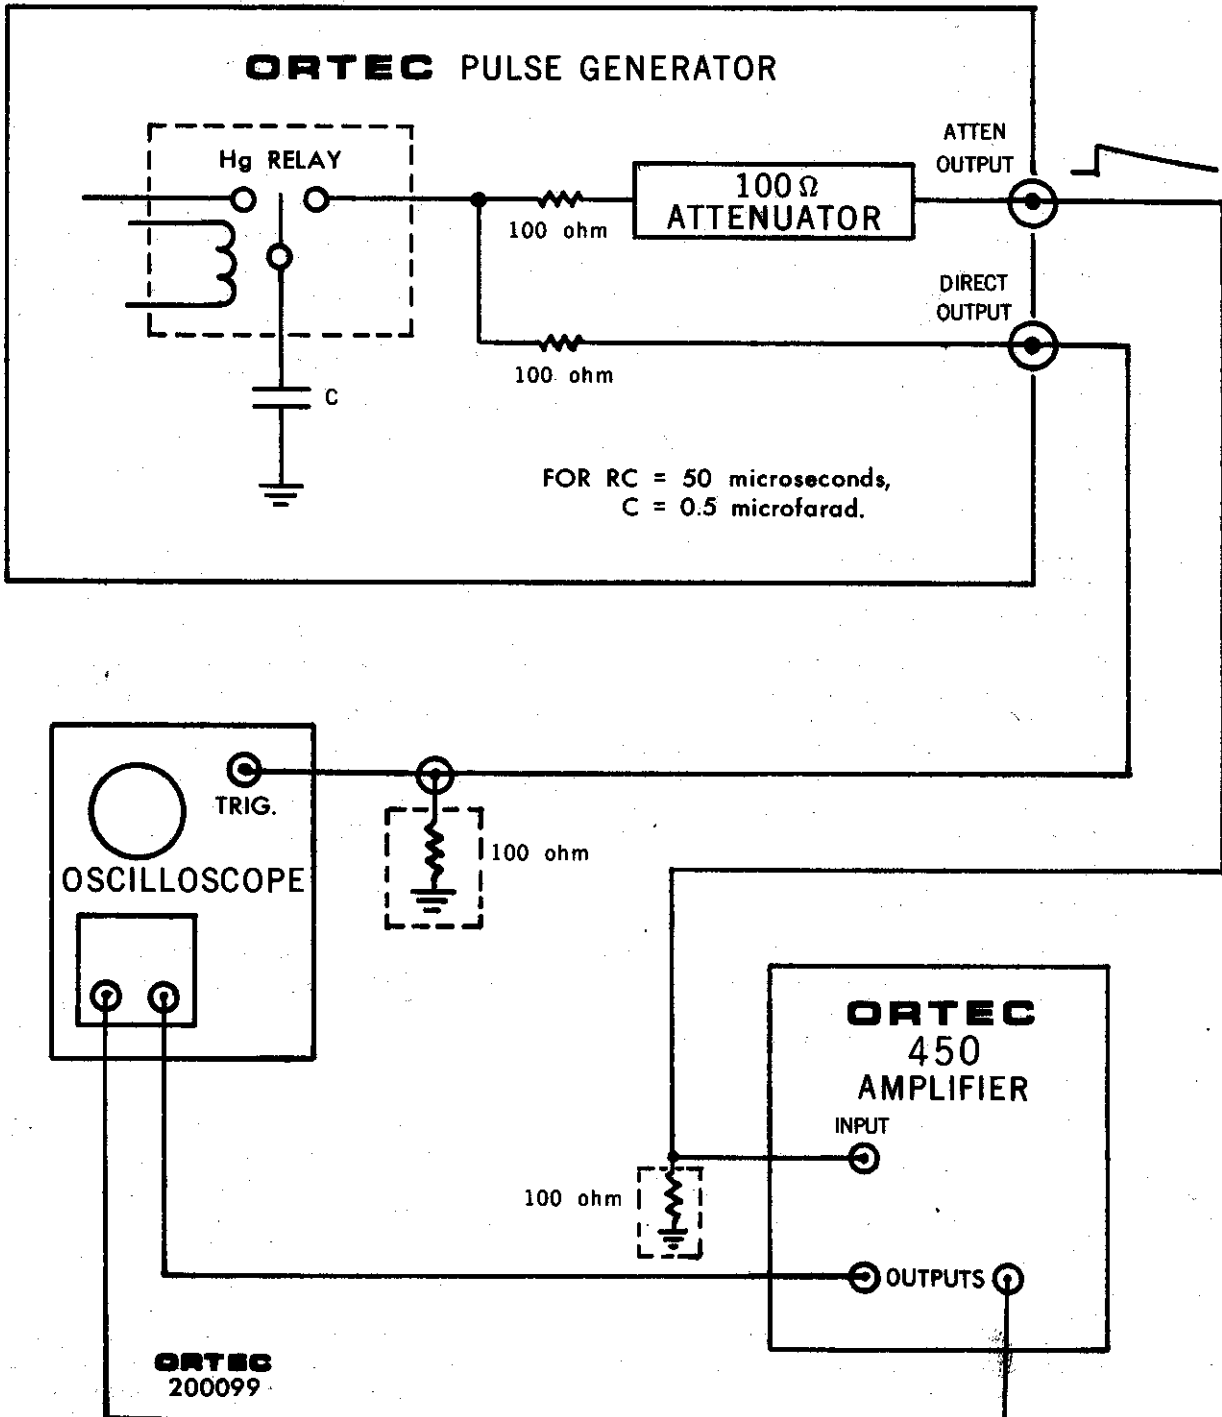 ORTEC PULSE GENERATOR
Hg RELAY
ATTEN
OUTPUT
100 Ω
ATTENUATOR
100 ohm
DIRECT
OUTPUT
100 ohm
C
FOR RC = 50 microseconds,
C = 0.5 microfarad.
TRIG.
100 ohm
OSCILLOSCOPE
ORTEC
450
AMPLIFIER
INPUT
100 ohm
OUTPUTS
ORTEC
200099